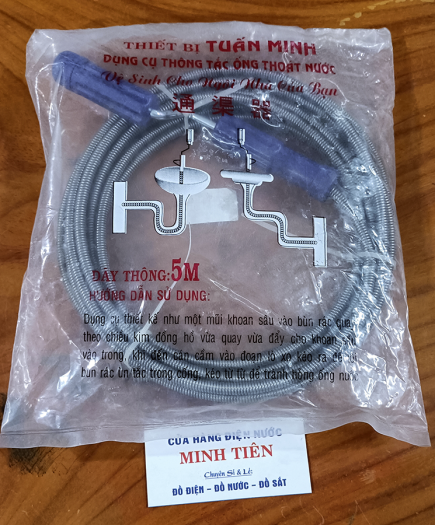 THIẾT BỊ TUẤN MINH
DỤNG CỤ THÔNG TẮC ỐNG THOÁT NƯỚC
Vệ Sinh Cho Ngôi Nhà Của Bạn
通渠器
DÂY THÔNG: 5M
HƯỚNG DẪN SỬ DỤNG:
Dụng cụ thiết kế như một mũi khoan sâu vào bùn rác quay
theo chiều kim đồng hồ vừa quay vừa đẩy cho khoan sâu
vào trong, khi đến cản cầm vào đoạn lò xo kéo ra để
bùn rác ùn tắc trong cống, kéo từ từ để tránh hỏng ống nước
CỬA HÀNG ĐIỆN NƯỚC
MINH TIÊN
Chuyên Sỉ & Lẻ:
ĐỒ ĐIỆN – ĐỒ NƯỚC – ĐỒ SẮT